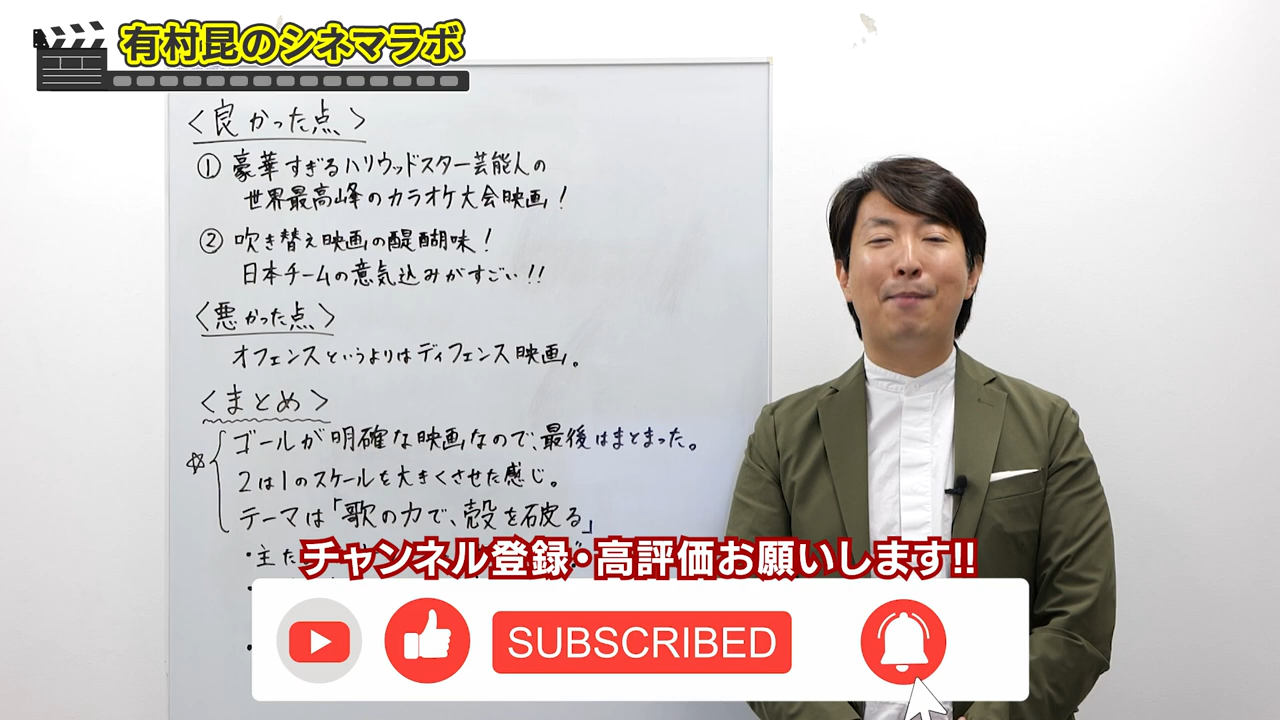 有村昆のシネマラボ
<良かった点>
① 豪華すぎるハリウッドスター芸能人の
世界最高峰のカラオケ大会映画!
② 吹き替え映画の醍醐味!
日本チームの意気込みがすごい!!
<悪かった点>
オフェンスというよりはディフェンス映画。
<まとめ>
ゴールが明確な映画なので、最後はまとまった。
2は1のスケールを大きくさせた感じ。
テーマは「歌の力で、殻を破る」
・主た
チャンネル登録・高評価お願いします!!
SUBSCRIBED